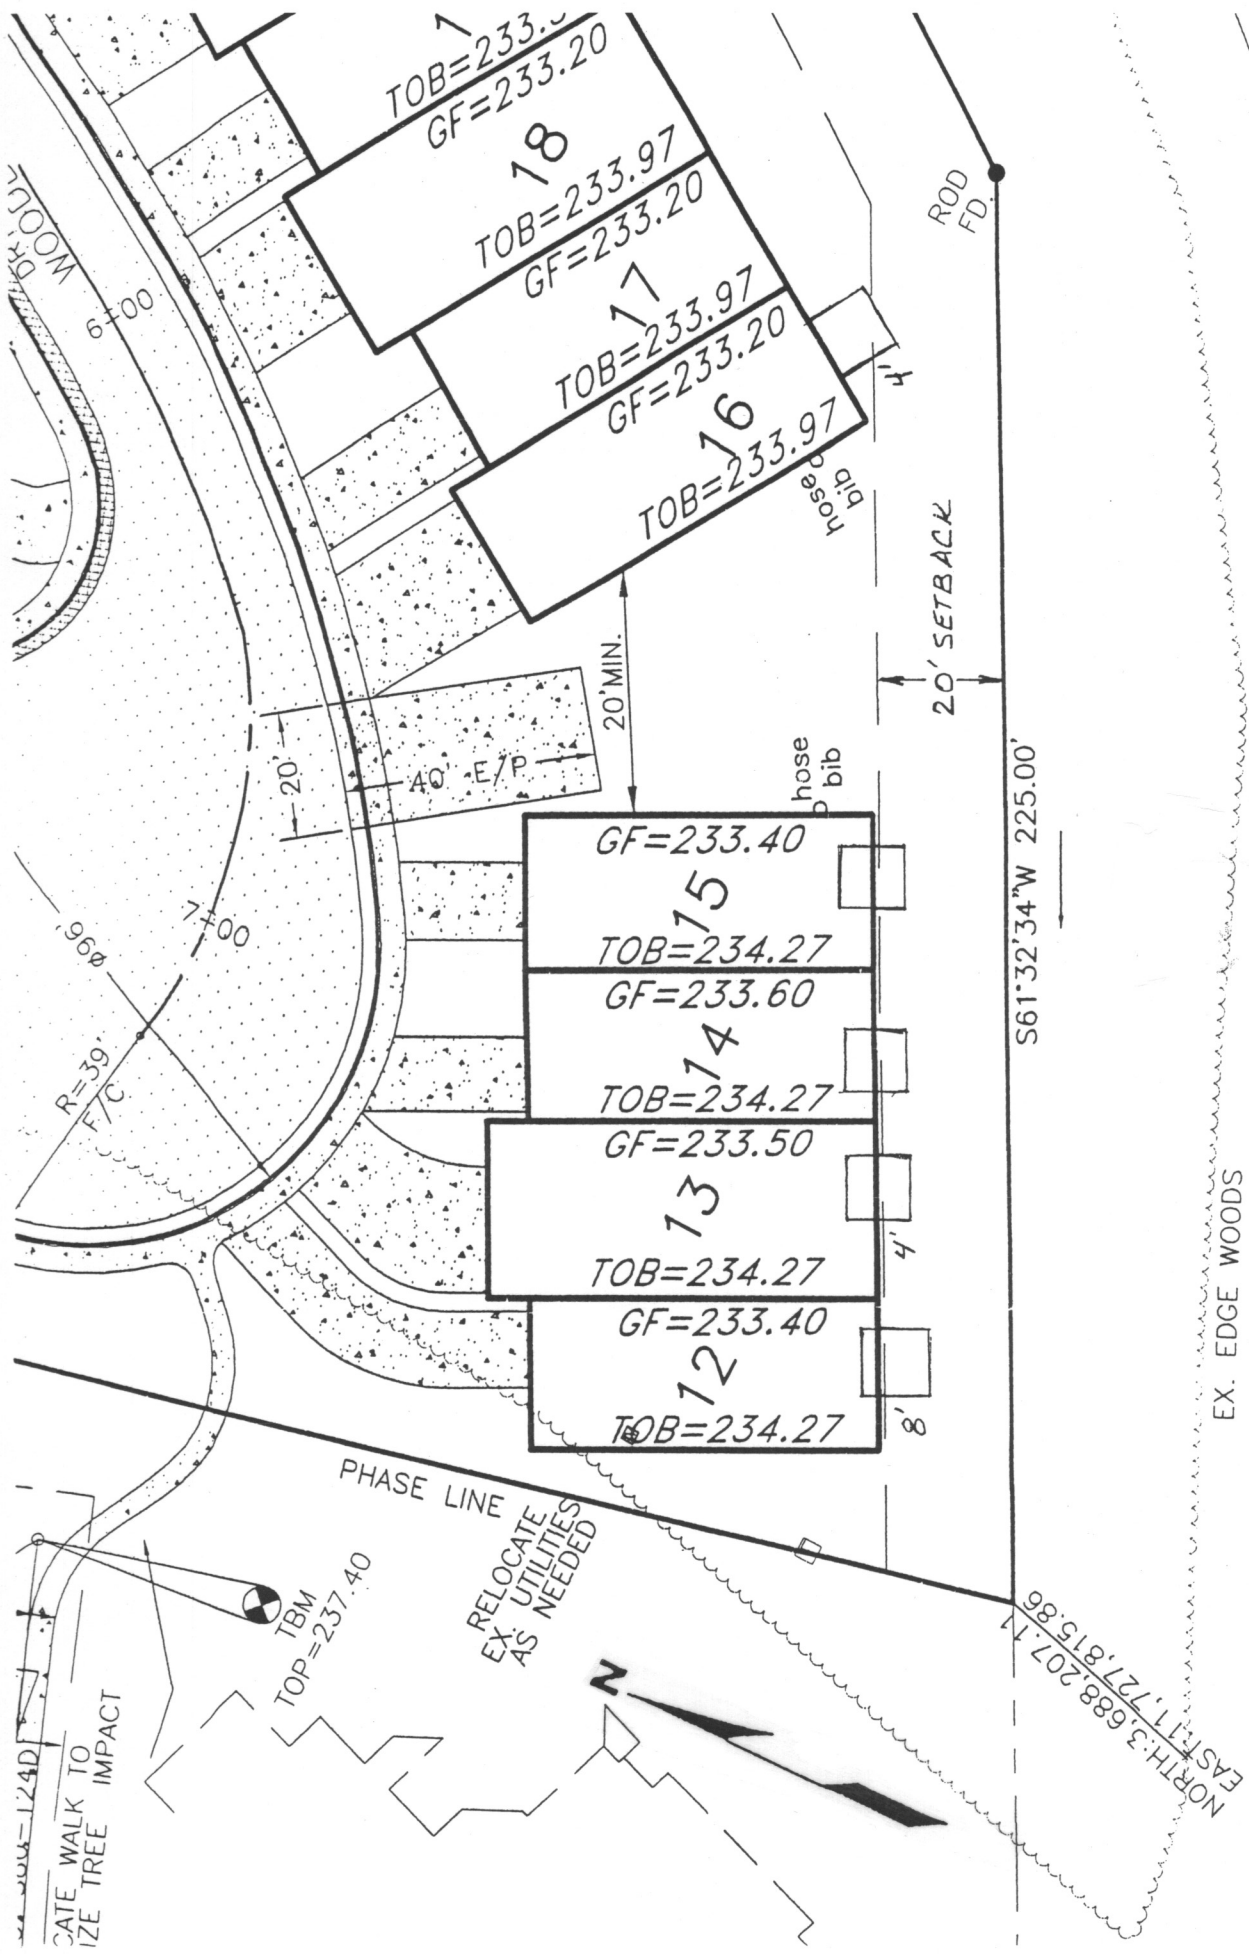 TOB=233.
GF=233.20
18
TOB=233.97
GF=233.20
17
TOB=233.97
GF=233.20
16
TOB=233.97
hose
bib
4'
ROD
FD.
6+00
20' SETBACK
20'MIN.
20'
40' E/P
hose
bib
GF=233.40
15
TOB=234.27
GF=233.60
14
TOB=234.27
GF=233.50
13
TOB=234.27
4'
GF=233.40
12
TOB=234.27
8'
S61°32'34"W 225.00'
7+00
96'
R=39'
F/C
PHASE LINE
RELOCATE
EX. UTILITIES
AS NEEDED
TBM
TOP=237.40
N
NORTH:3,688,207.11
EAST:11,727,815.86
EX. EDGE WOODS
WALK TO
TREE IMPACT